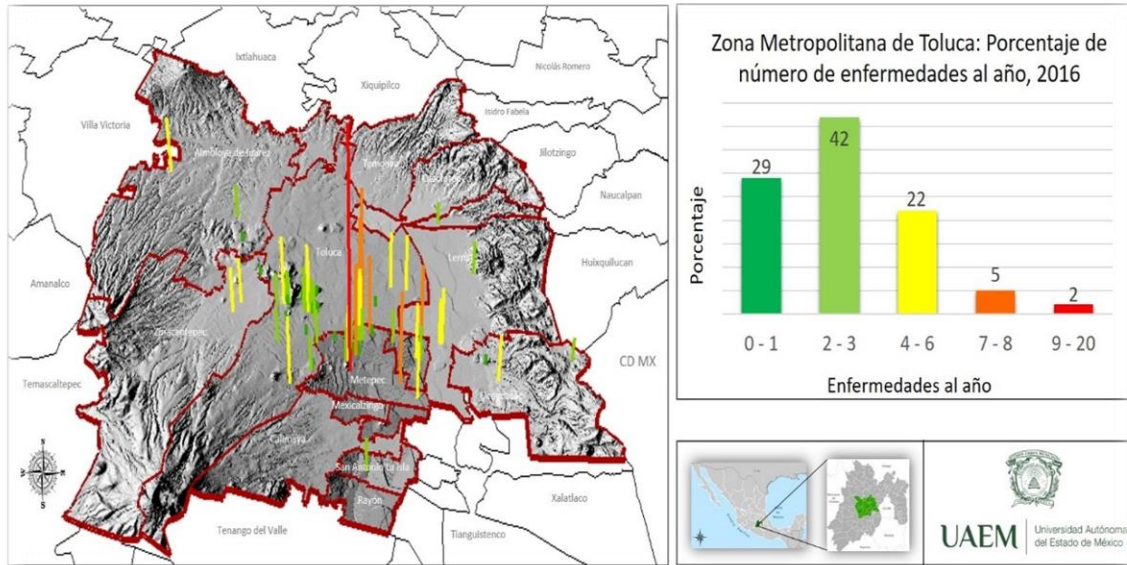 Ixtlahuaca
Nicolás Romero
Xiquipilco
Isidro Fabela
Villa Victoria
Almoloya de Juárez
Jilotzingo
Naucalpan
Toluca
Lerma
Huixquilucan
Amanalco
Zinacantepec
CD MX
Temascaltepec
Metepec
Mexicalzingo
Calimaya
San Antonio La Isla
Rayón
Xalatlaco
Tenango del Valle
Tianguistenco
Zona Metropolitana de Toluca: Porcentaje de
número de enfermedades al año, 2016
Porcentaje
29
42
22
5
2
0 - 1
2 - 3
4 - 6
7 - 8
9 - 20
Enfermedades al año
UAEM
Universidad Autónoma
del Estado de México